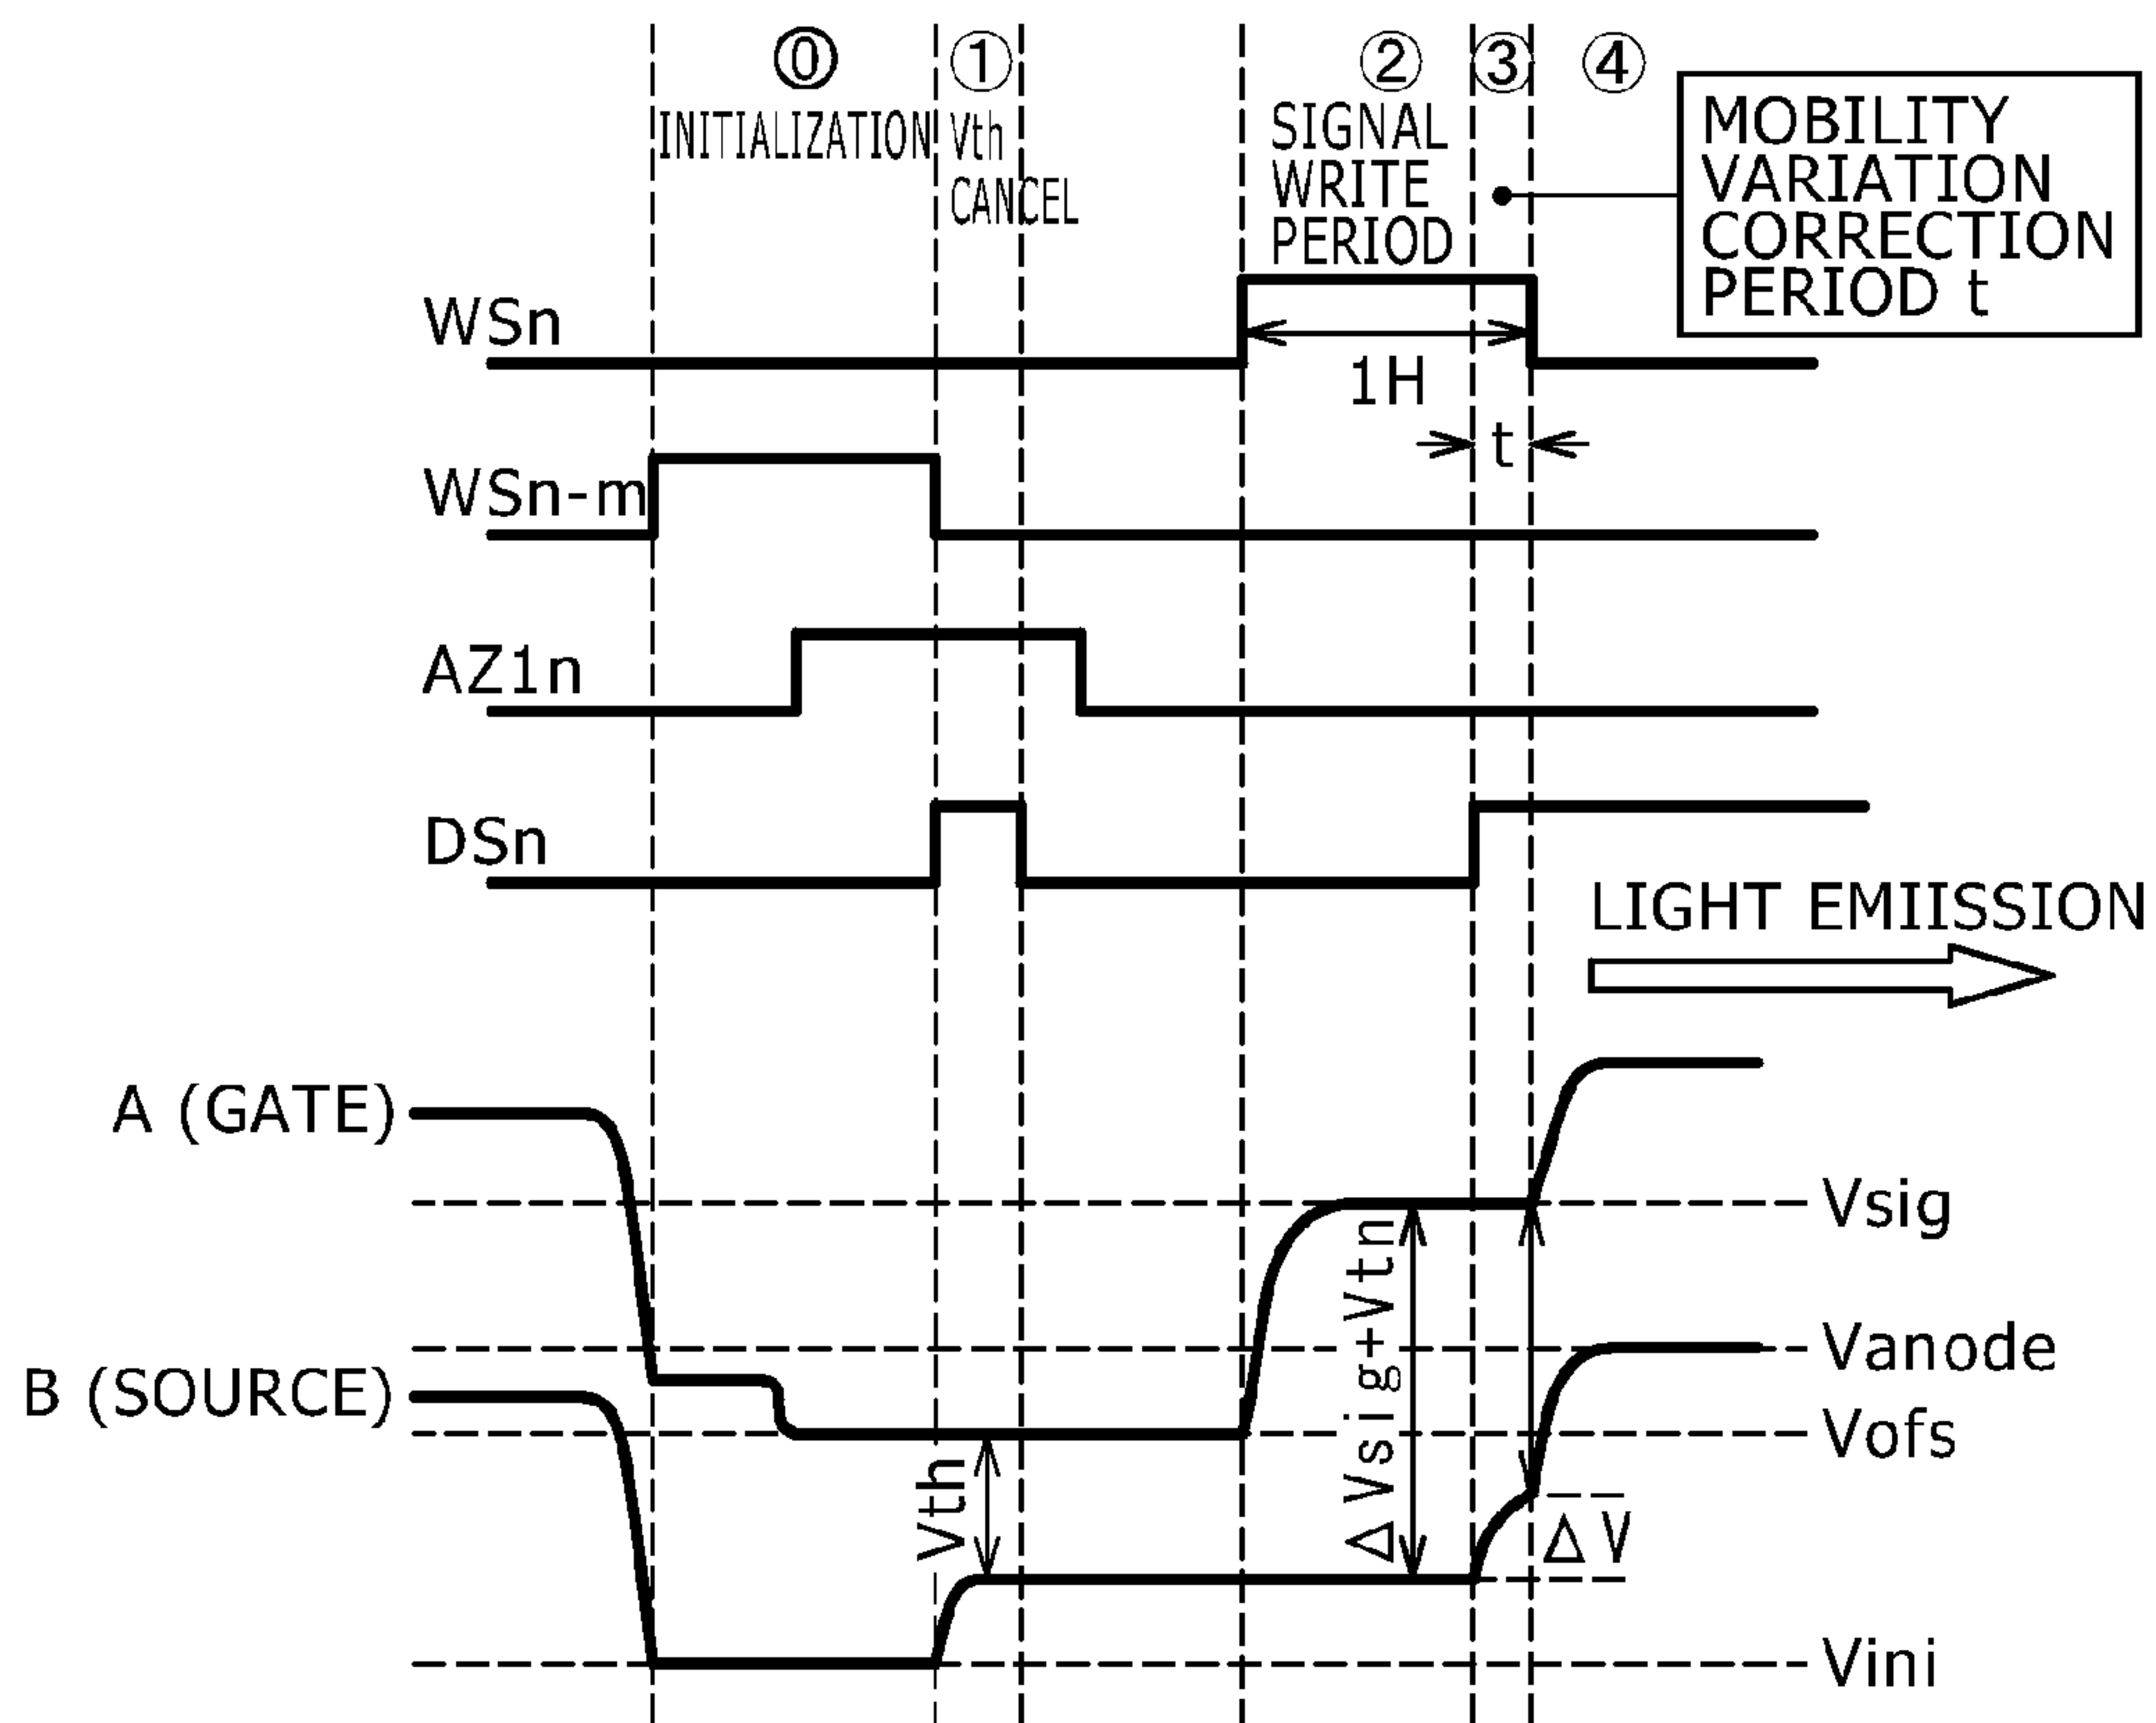 ⓪
①
②
③
④
INITIALIZATION
Vth
CANCEL
SIGNAL
WRITE
PERIOD
MOBILITY
VARIATION
CORRECTION
PERIOD t
WSn
1H
t
WSn-m
AZ1n
DSn
LIGHT EMIISSION
A (GATE)
Vsig
ΔVsig+Vtn
Vanode
B (SOURCE)
Vofs
Vth
ΔV
Vini